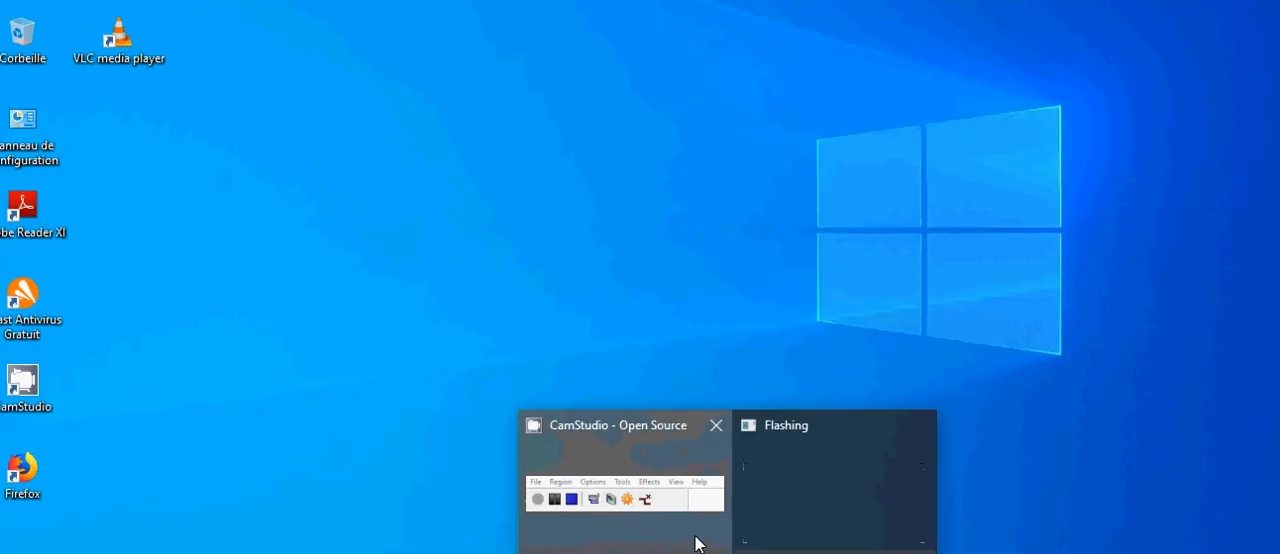 Corbeille
VLC media player
anneau de
nfiguration
be Reader XI
ast Antivirus
Gratuit
CamStudio
Firefox
CamStudio - Open Source
Flashing
File Region Options Tools Effects View Help